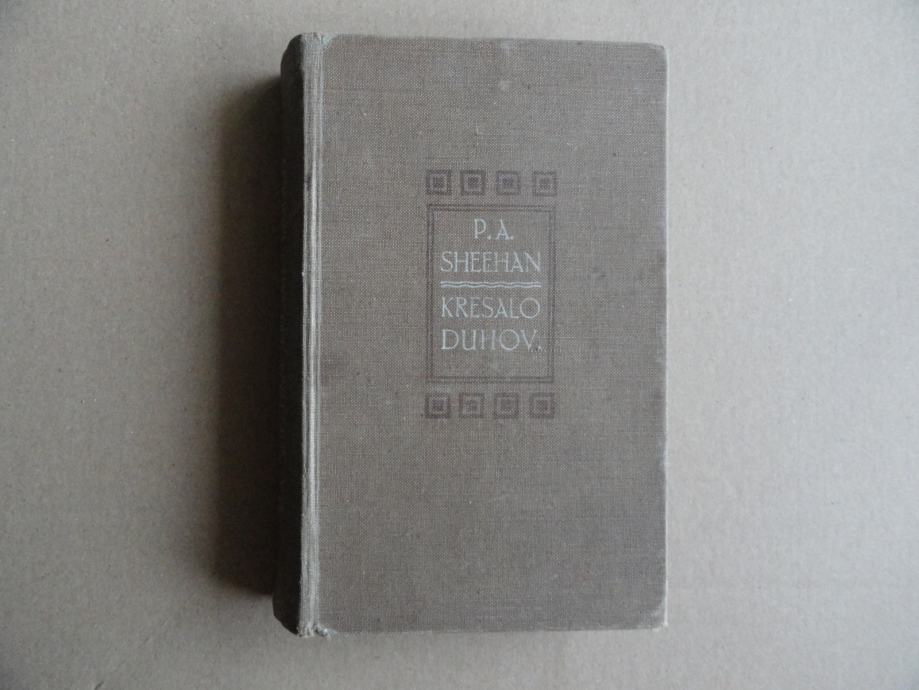 P. A.
SHEEHAN
KRESALO
DUHOV.